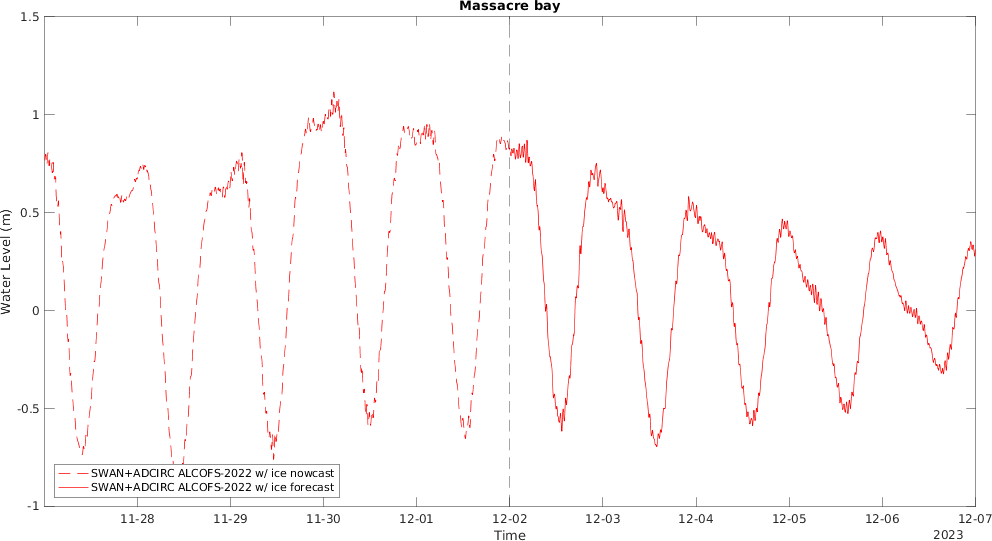 Massacre bay
Water Level (m)
1.5
1
0.5
0
-0.5
-1
SWAN+ADCIRC ALCOFS-2022 w/ ice nowcast
SWAN+ADCIRC ALCOFS-2022 w/ ice forecast
11-28 11-29 11-30 12-01 12-02 12-03 12-04 12-05 12-06 12-07
Time
2023